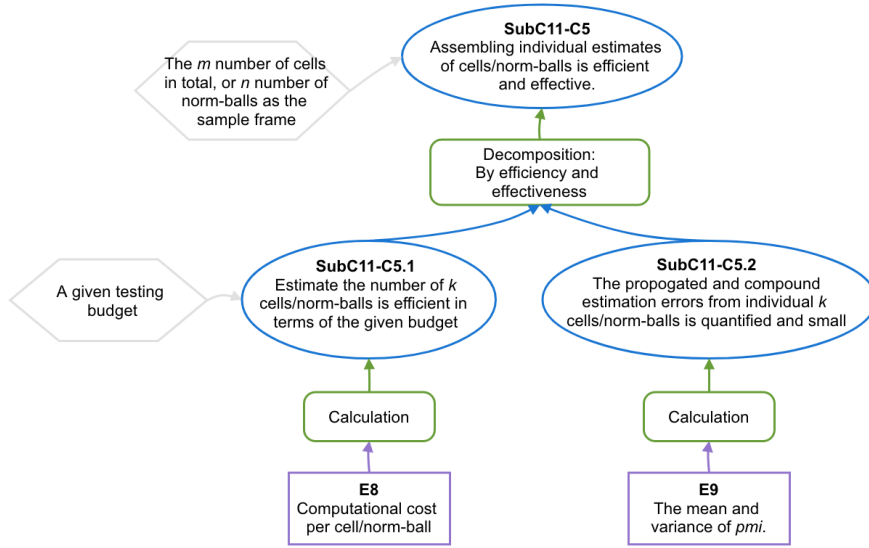 SubC11-C5
Assembling individual estimates
of cells/norm-balls is efficient
and effective.
The m number of cells
in total, or n number of
norm-balls as the
sample frame
Decomposition:
By efficiency and
effectiveness
A given testing
budget
SubC11-C5.1
Estimate the number of k
cells/norm-balls is efficient in
terms of the given budget
SubC11-C5.2
The propogated and compound
estimation errors from individual k
cells/norm-balls is quantified and small
Calculation
Calculation
E8
Computational cost
per cell/norm-ball
E9
The mean and
variance of pmi.